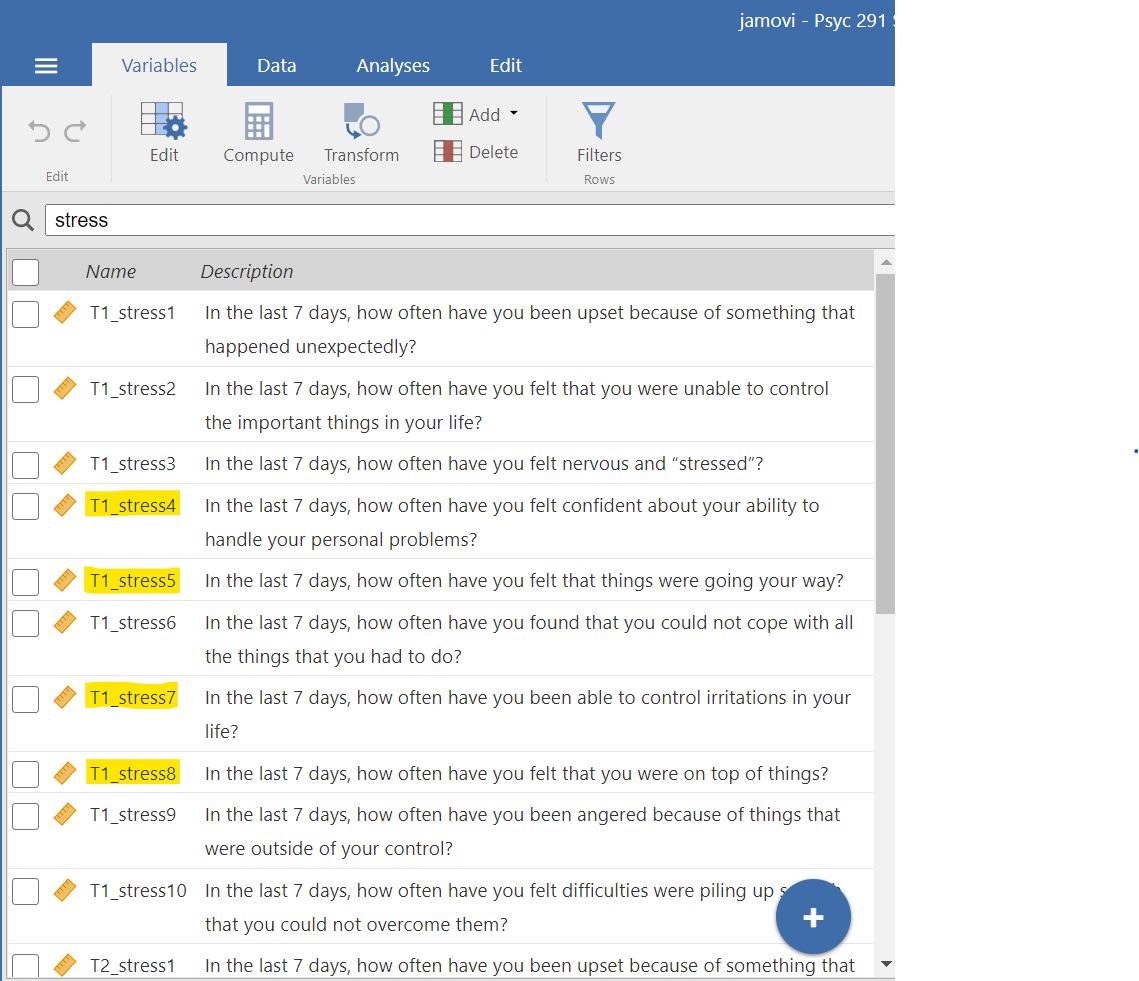 jamovi - Psyc 291
Variables Data Analyses Edit
Edit Compute Transform Add Delete Filters
Edit Variables Rows
stress
Name Description
T1_stress1 In the last 7 days, how often have you been upset because of something that
happened unexpectedly?
T1_stress2 In the last 7 days, how often have you felt that you were unable to control
the important things in your life?
T1_stress3 In the last 7 days, how often have you felt nervous and “stressed”?
T1_stress4 In the last 7 days, how often have you felt confident about your ability to
handle your personal problems?
T1_stress5 In the last 7 days, how often have you felt that things were going your way?
T1_stress6 In the last 7 days, how often have you found that you could not cope with all
the things that you had to do?
T1_stress7 In the last 7 days, how often have you been able to control irritations in your
life?
T1_stress8 In the last 7 days, how often have you felt that you were on top of things?
T1_stress9 In the last 7 days, how often have you been angered because of things that
were outside of your control?
T1_stress10 In the last 7 days, how often have you felt difficulties were piling up
that you could not overcome them?
T2_stress1 In the last 7 days, how often have you been upset because of something that